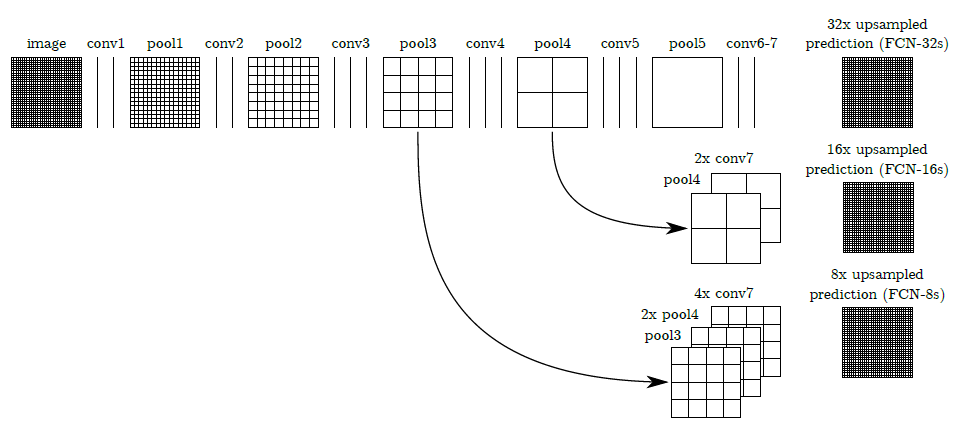 32x upsampled
image conv1 pool1 conv2 pool2 conv3 pool3 conv4 pool4 conv5 pool5 conv6-7 prediction (FCN-32s)
16x upsampled
2x conv7 prediction (FCN-16s)
pool4
8x upsampled
4x conv7 prediction (FCN-8s)
2x pool4
pool3